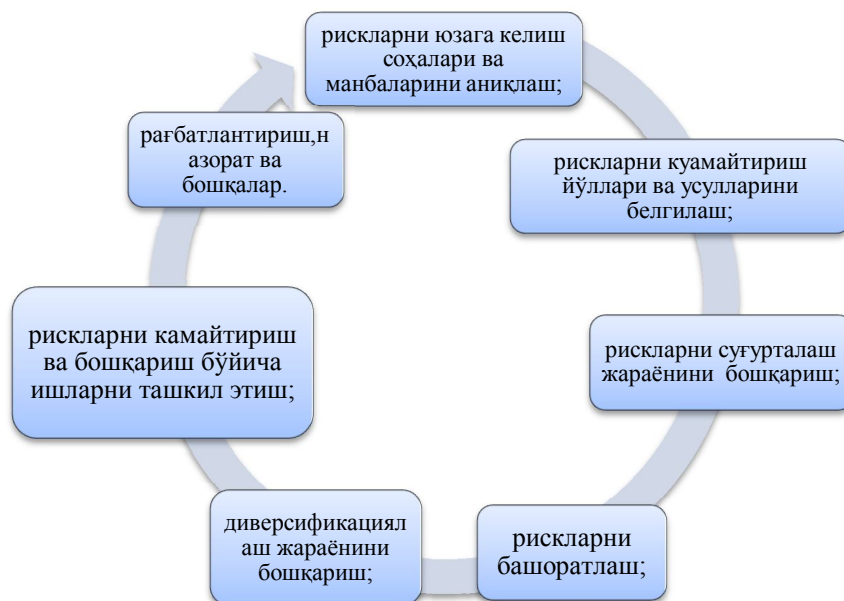 рискларни юзага келиш
соҳалари ва
манбаларини аниқлаш;
рискларни куамайтириш
йўллари ва усулларини
белгилаш;
рискларни суғурталаш
жараёнини бошқариш;
рискларни
башоратлаш;
диверсификациял
аш жараёнини
бошқариш;
рискларни камайтириш
ва бошқариш бўйича
ишларни ташкил этиш;
рағбатлантириш,н
азорат ва
бошқалар.